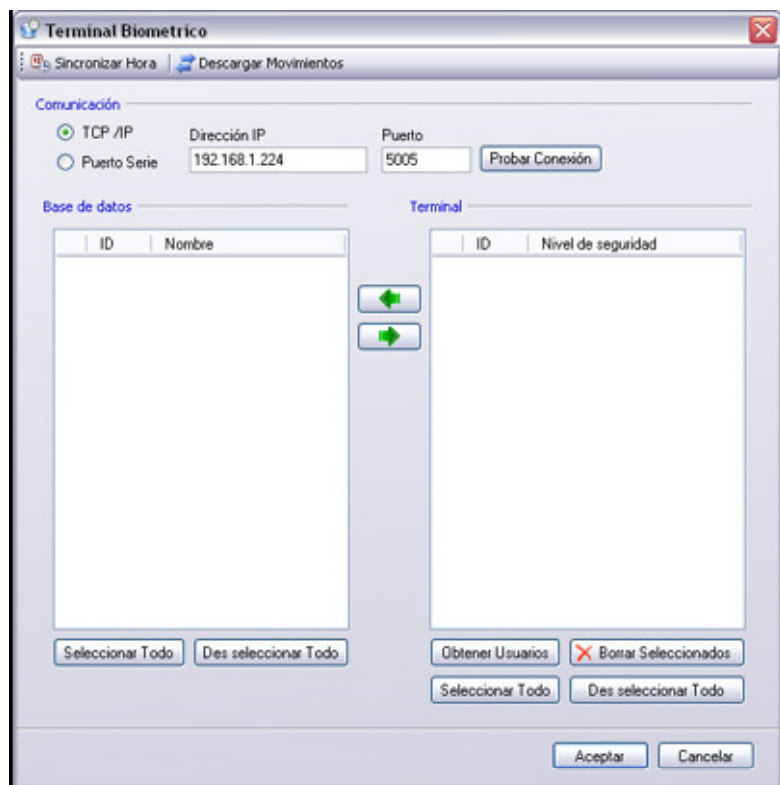 Terminal Biometrico
Sincronizar Hora Descargar Movimientos
Comunicación
TCP /IP Dirección IP Puerto
Puerto Serie 192.168.1.224 5005 Probar Conexión
Base de datos Terminal
ID Nombre ID Nivel de seguridad
Seleccionar Todo Des seleccionar Todo Obtener Usuarios Borrar Seleccionados
Seleccionar Todo Des seleccionar Todo
Aceptar Cancelar